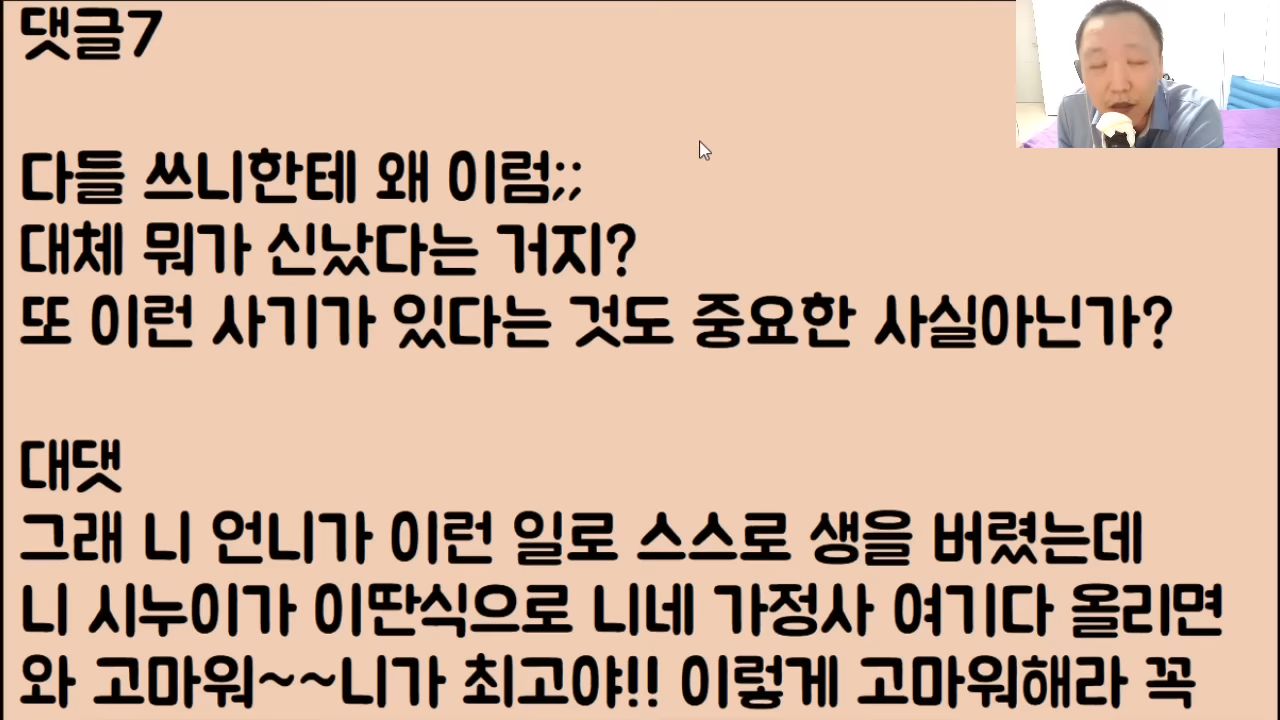 댓글7
다들 쓰니한테 왜 이럼;;
대체 뭐가 신났다는 거지?
또 이런 사기가 있다는 것도 중요한 사실아닌가?
대댓
그래 니 언니가 이런 일로 스스로 생을 버렸는데
니 시누이가 이딴식으로 니네 가정사 여기다 올리면
와 고마워~~니가 최고야!! 이렇게 고마워해라 꼭